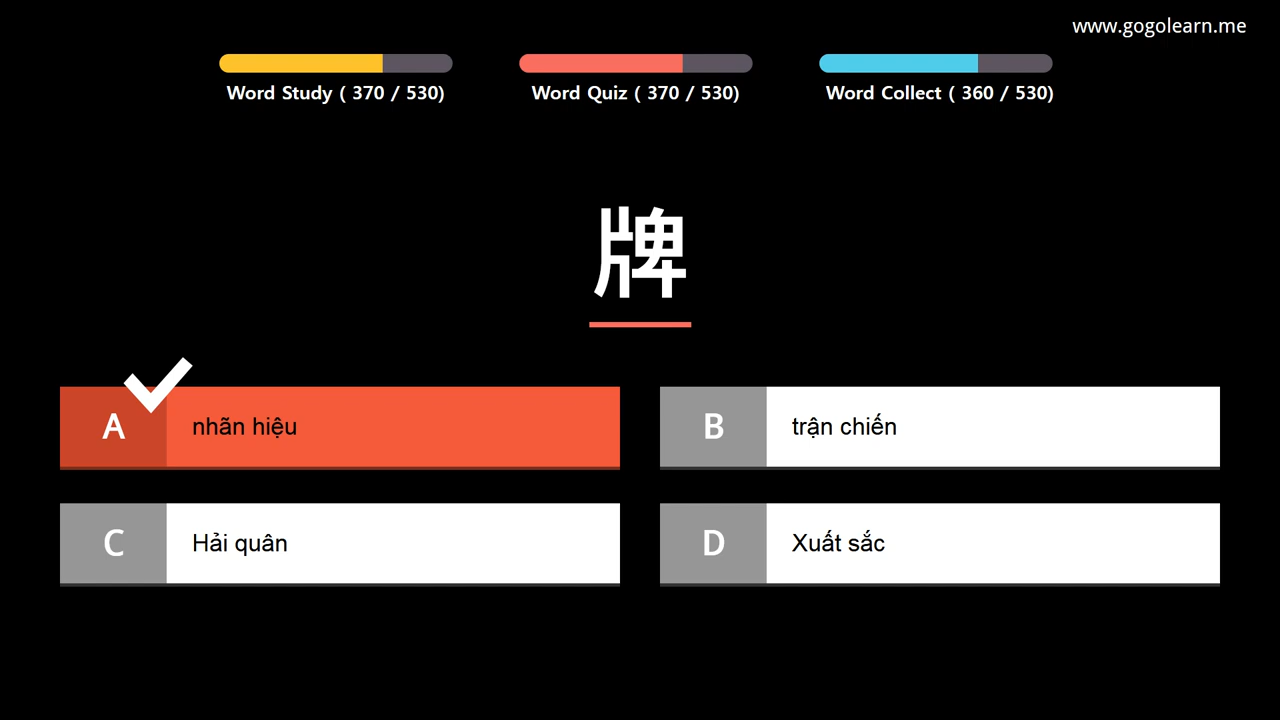 www.gogolearn.me
Word Study ( 370 / 530)
Word Quiz ( 370 / 530)
Word Collect ( 360 / 530)
牌
A nhãn hiệu
B trận chiến
C Hải quân
D Xuất sắc